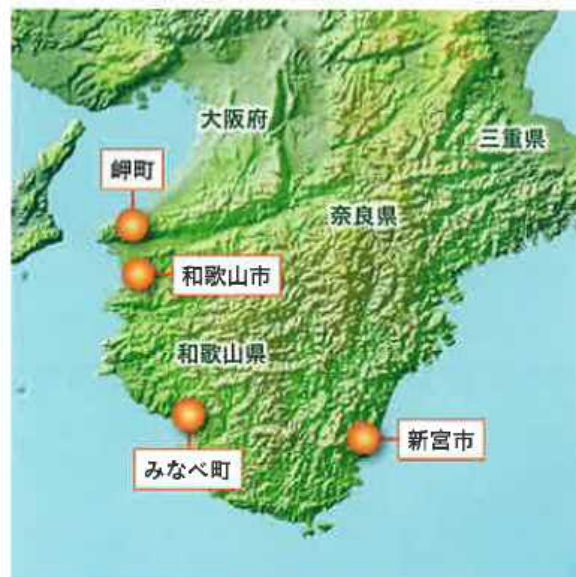 大阪府
三重県
岬町
奈良県
和歌山市
和歌山県
新宮市
みなべ町